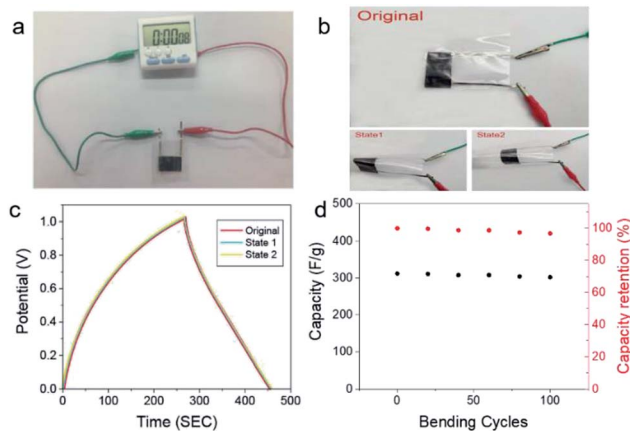 a
0:00 08
b
Original
State1
State2
c
Potential (V)
1.0
0.8
0.6
0.4
0.2
0.0
Original
State 1
State 2
0
100
200
300
400
500
Time (SEC)
d
Capacity (F/g)
500
400
300
200
100
0
100
80
60
40
20
0
Capacity retention (%)
0
50
100
Bending Cycles